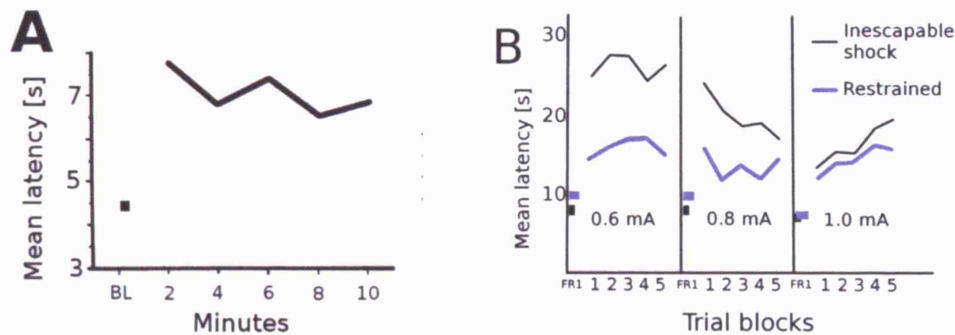 A
Mean latency [s]
7
5
3
BL 2 4 6 8 10
Minutes
B
Mean latency [s]
30
20
10
Inescapable
shock
Restrained
0.6 mA 0.8 mA 1.0 mA
FR1 1 2 3 4 5 FR1 1 2 3 4 5 FR1 1 2 3 4 5
Trial blocks